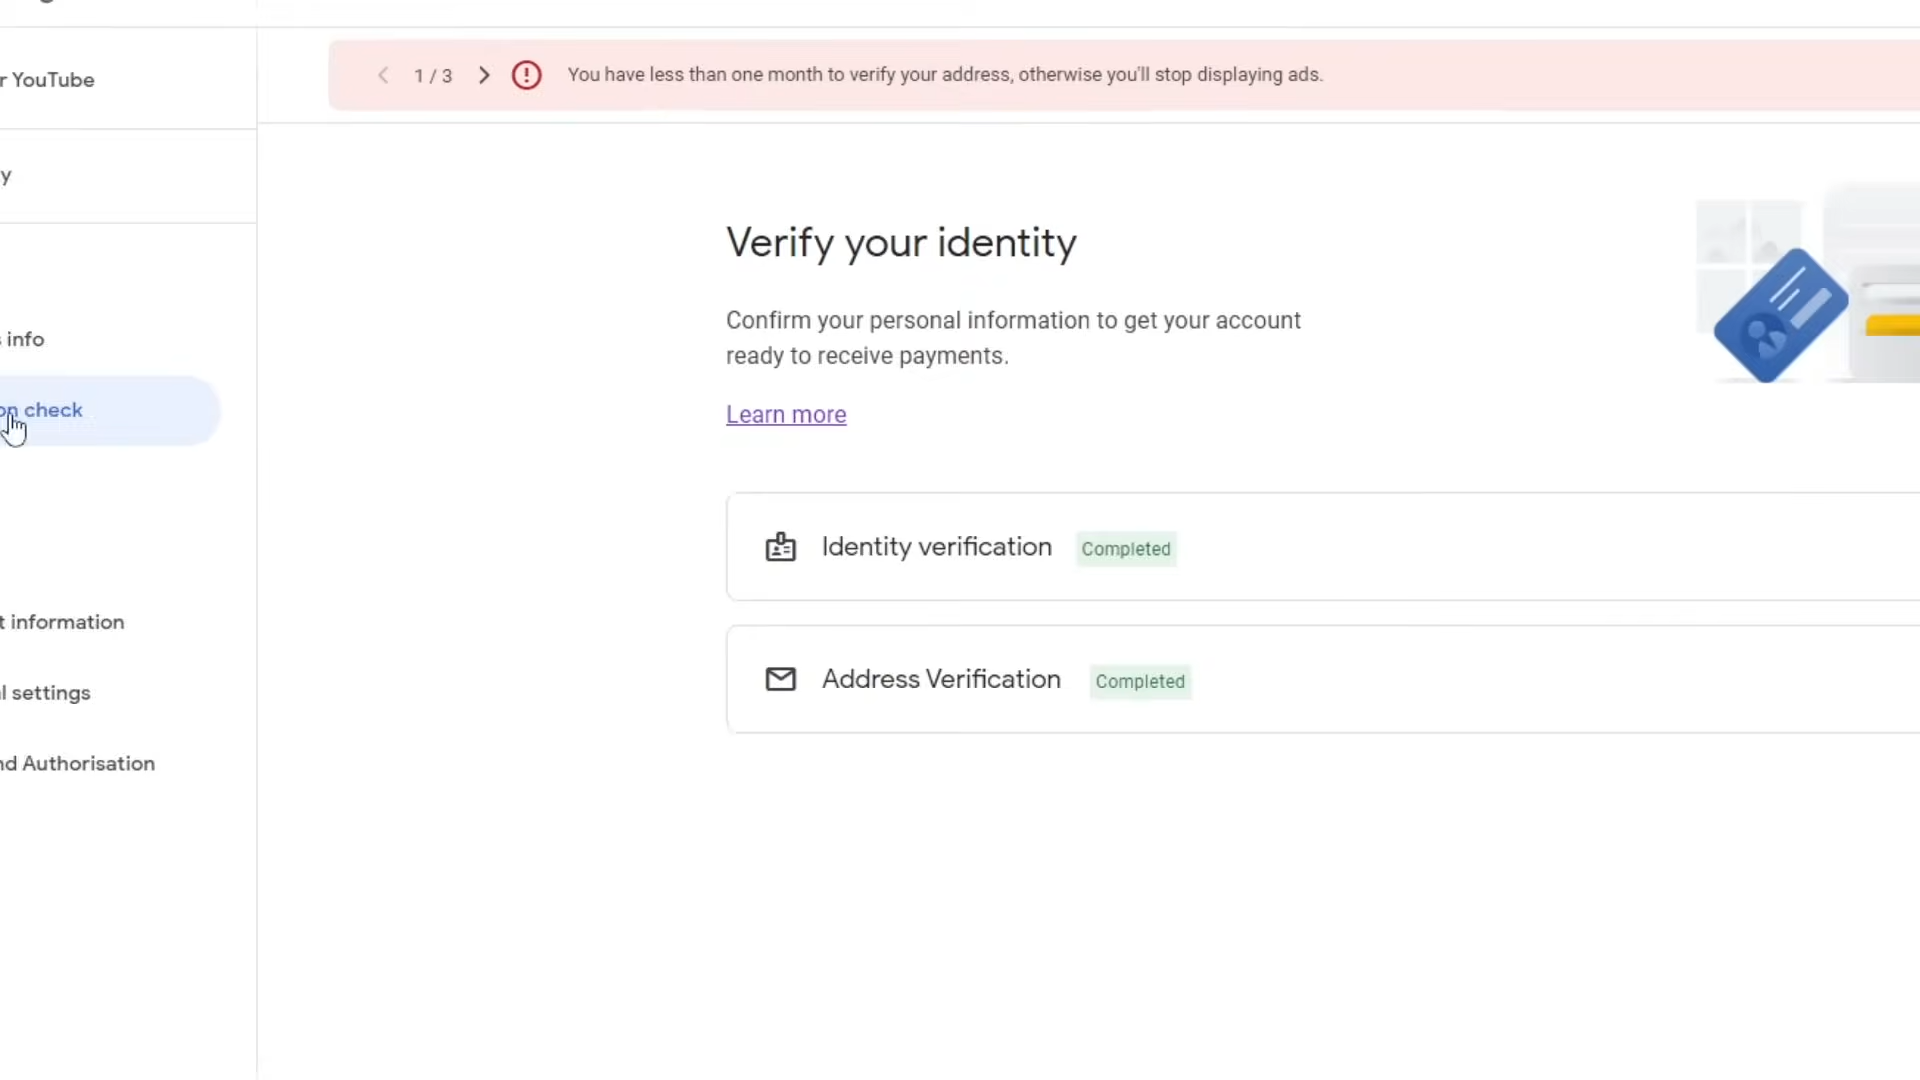 r YouTube
1 / 3
You have less than one month to verify your address, otherwise you'll stop displaying ads.
y
Verify your identity
Confirm your personal information to get your account
ready to receive payments.
Learn more
s info
on check
Identity verification Completed
t information
Address Verification Completed
l settings
nd Authorisation